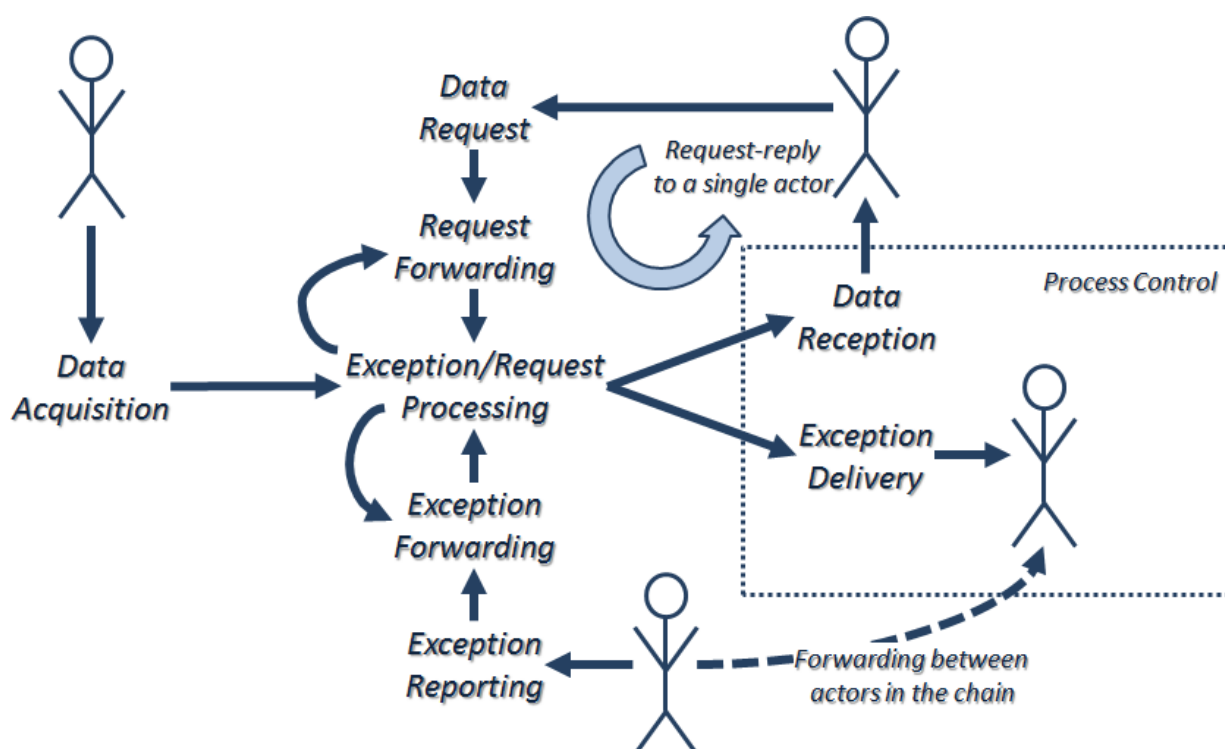 Data
Request
Request-reply
to a single actor
Request
Forwarding
Process Control
Data
Reception
Data
Acquisition
Exception/Request
Processing
Exception
Delivery
Exception
Forwarding
Exception
Reporting
Forwarding between
actors in the chain